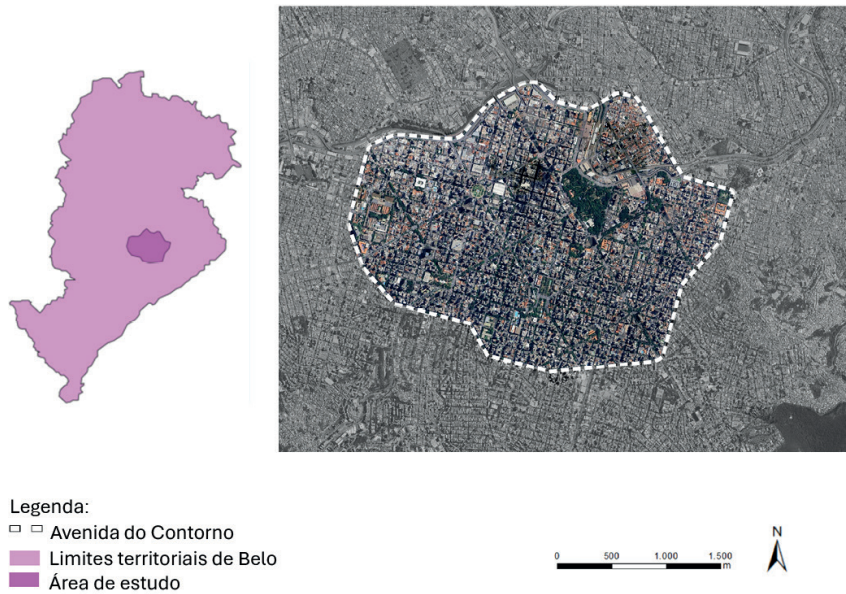 Legenda:
Avenida do Contorno
Limites territoriais de Belo
Área de estudo
0 500 1.000 1.500
m
N